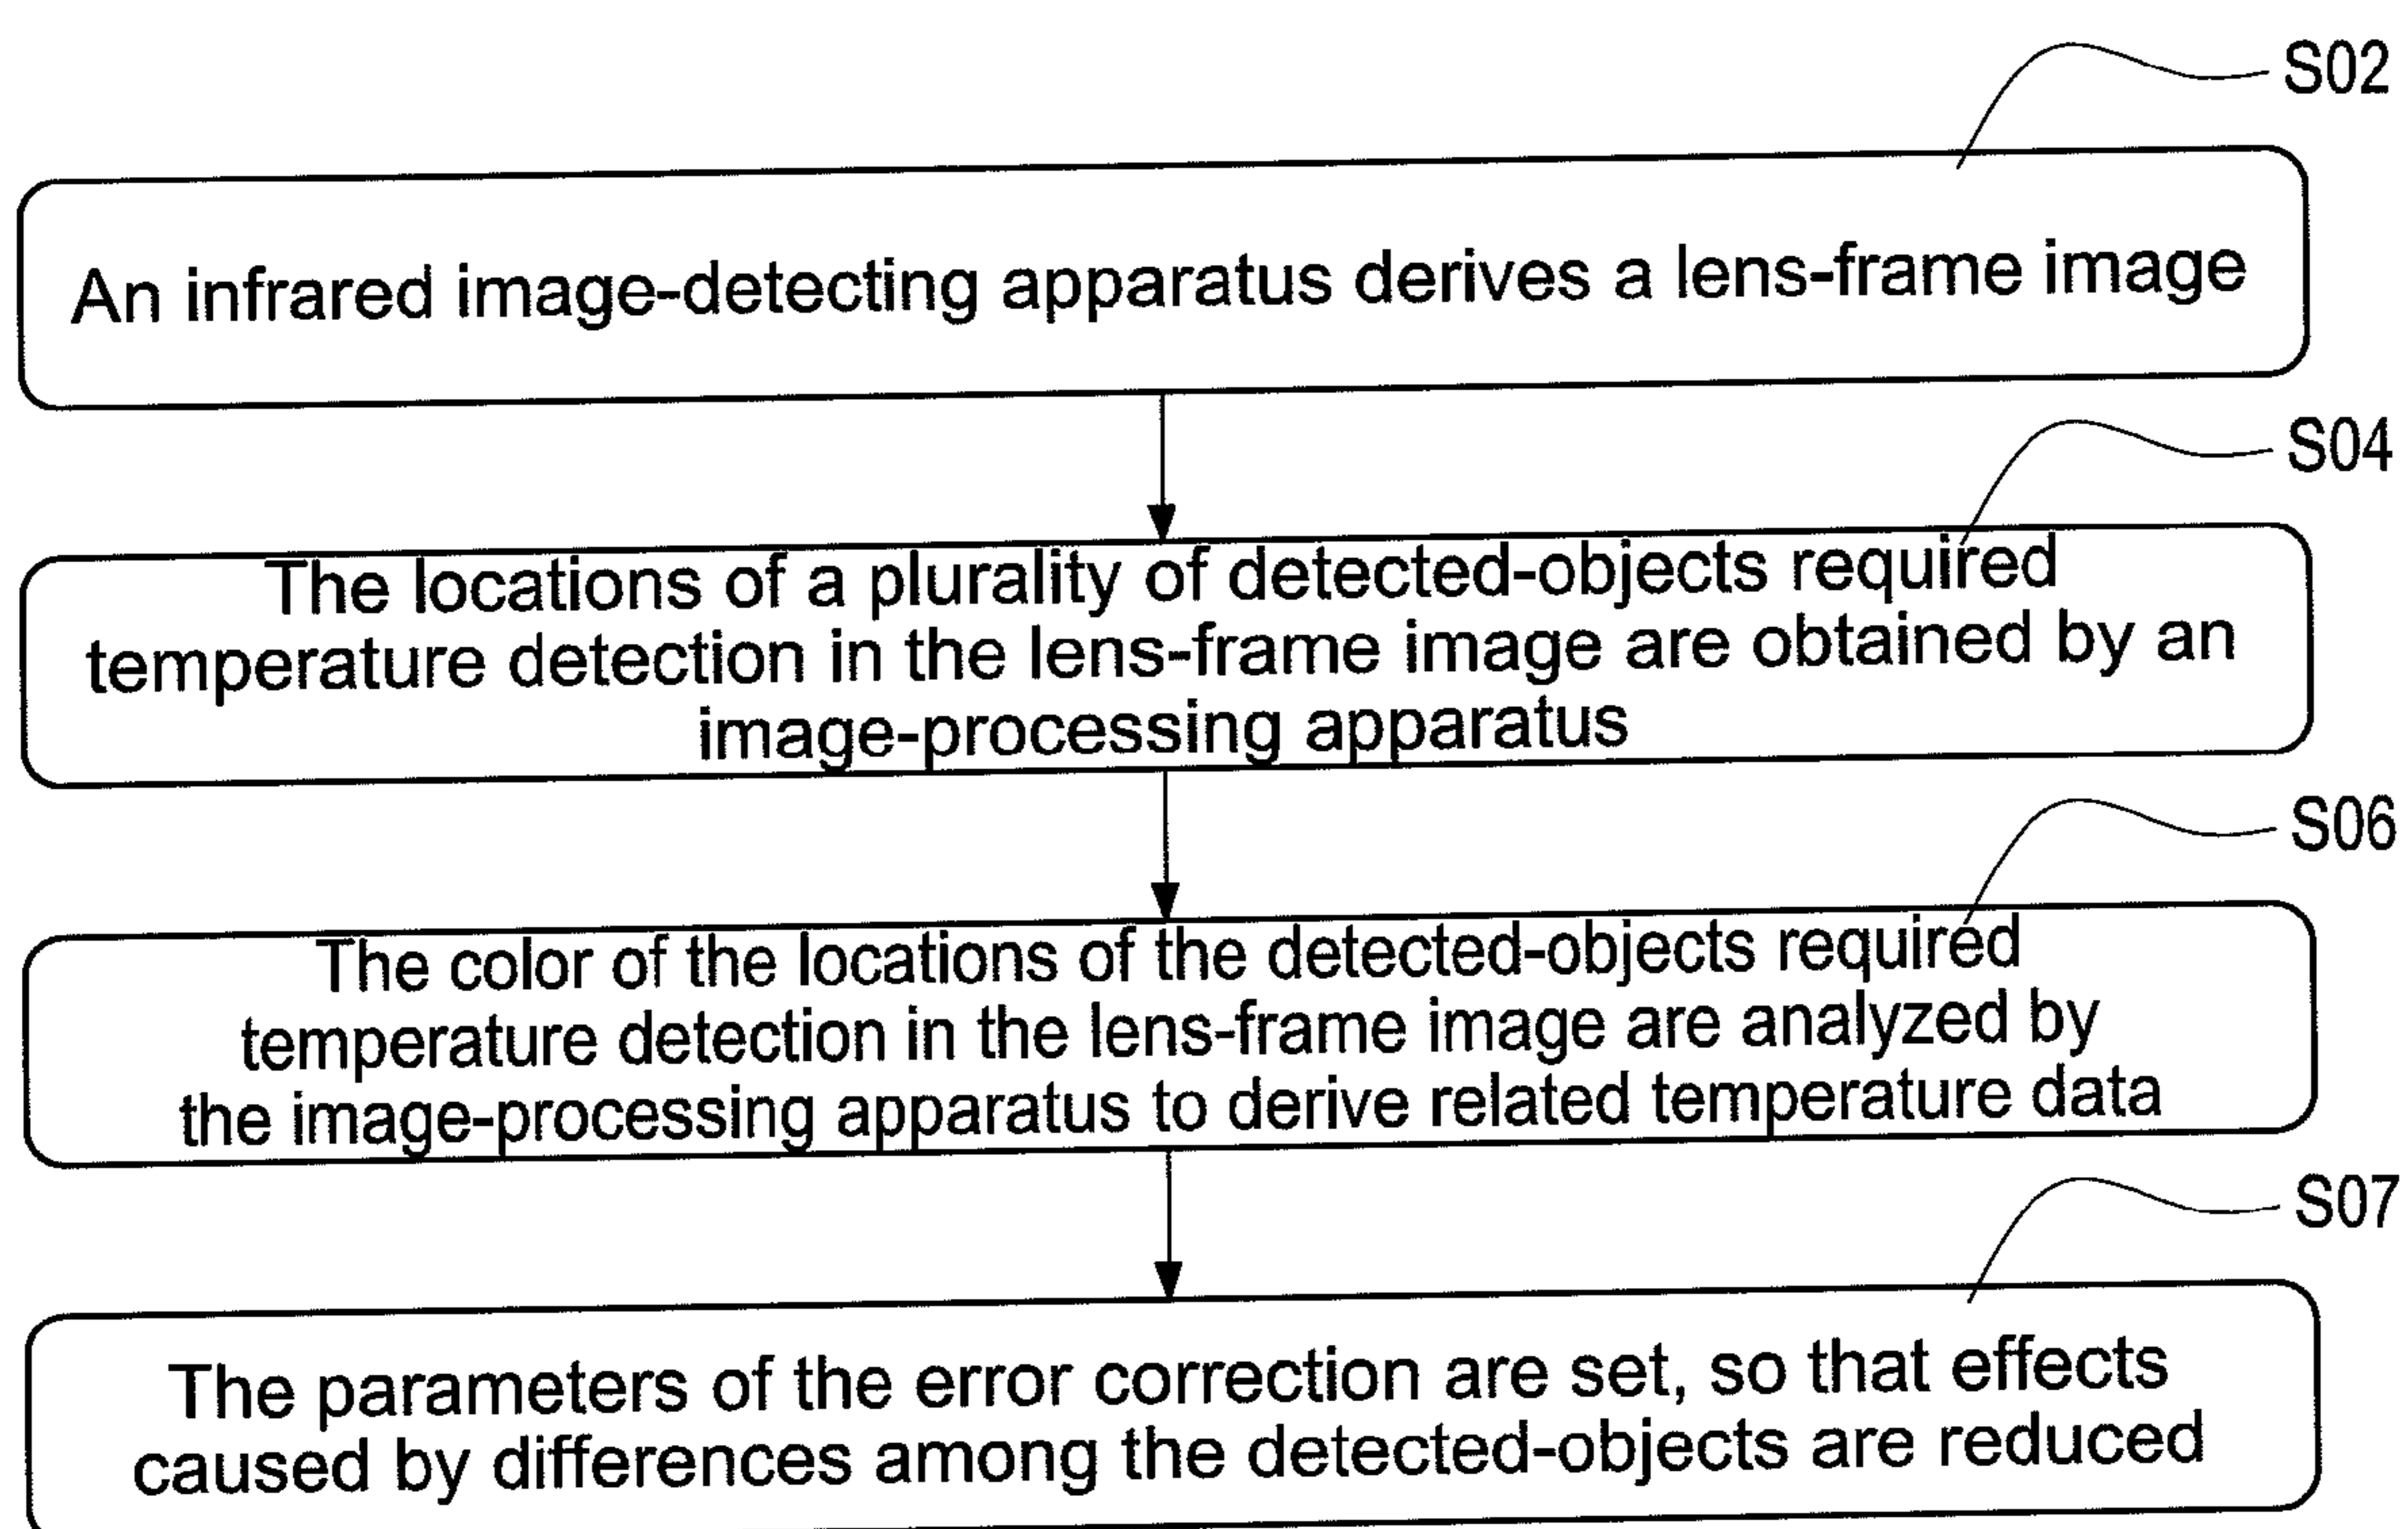 S02
An infrared image-detecting apparatus derives a lens-frame image
S04
The locations of a plurality of detected-objects required
temperature detection in the lens-frame image are obtained by an
image-processing apparatus
S06
The color of the locations of the detected-objects required
temperature detection in the lens-frame image are analyzed by
the image-processing apparatus to derive related temperature data
S07
The parameters of the error correction are set, so that effects
caused by differences among the detected-objects are reduced